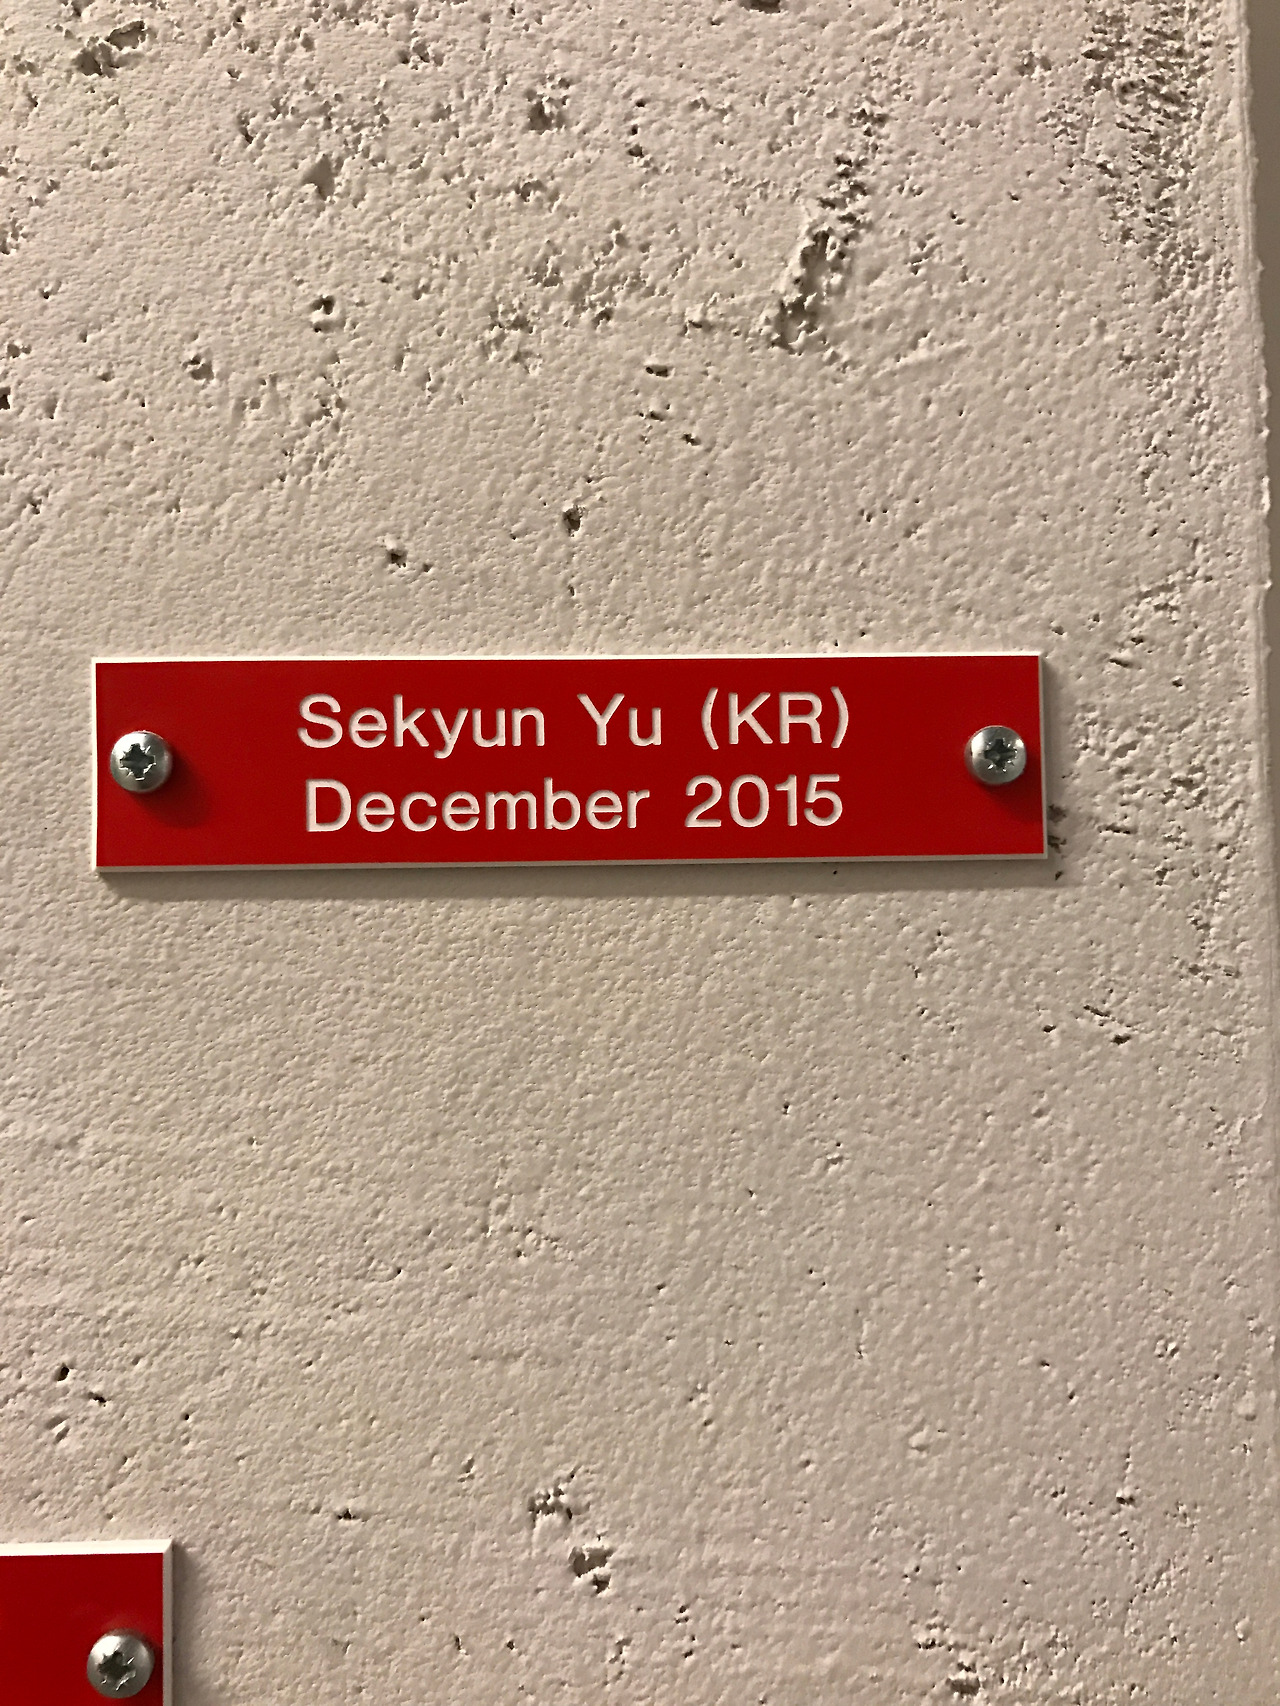 Sekyun Yu (KR)
December 2015